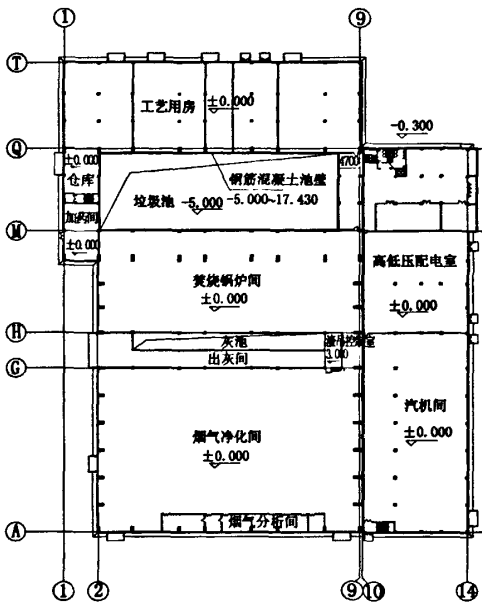 ① ⑨
Ⓣ
工艺用房 ±0.000
-0.300
Ⓠ
±0.000 4700
仓库 钢筋混凝土池壁
垃圾池 -5.000 -5.000~17.430
加药间
Ⓜ
±0.000
高低压配电室
焚烧锅炉间
±0.000 ±0.000
Ⓗ
灰池
3.000
出灰间
Ⓖ
汽机间
烟气净化间
±0.000 ±0.000
烟气分析间
Ⓐ
① ② ⑨ ⑩ ⑭